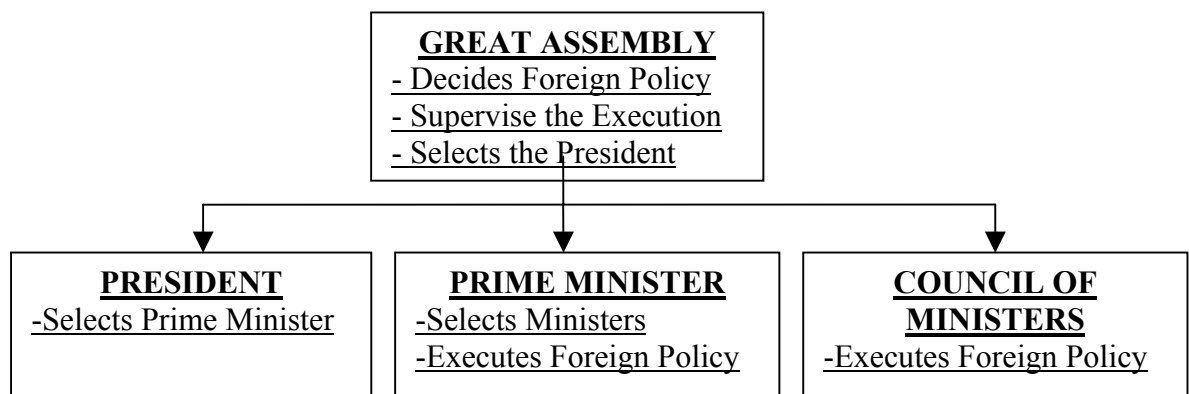 GREAT ASSEMBLY
- Decides Foreign Policy
- Supervise the Execution
- Selects the President
PRESIDENT
-Selects Prime Minister
PRIME MINISTER
-Selects Ministers
-Executes Foreign Policy
COUNCIL OF
MINISTERS
-Executes Foreign Policy